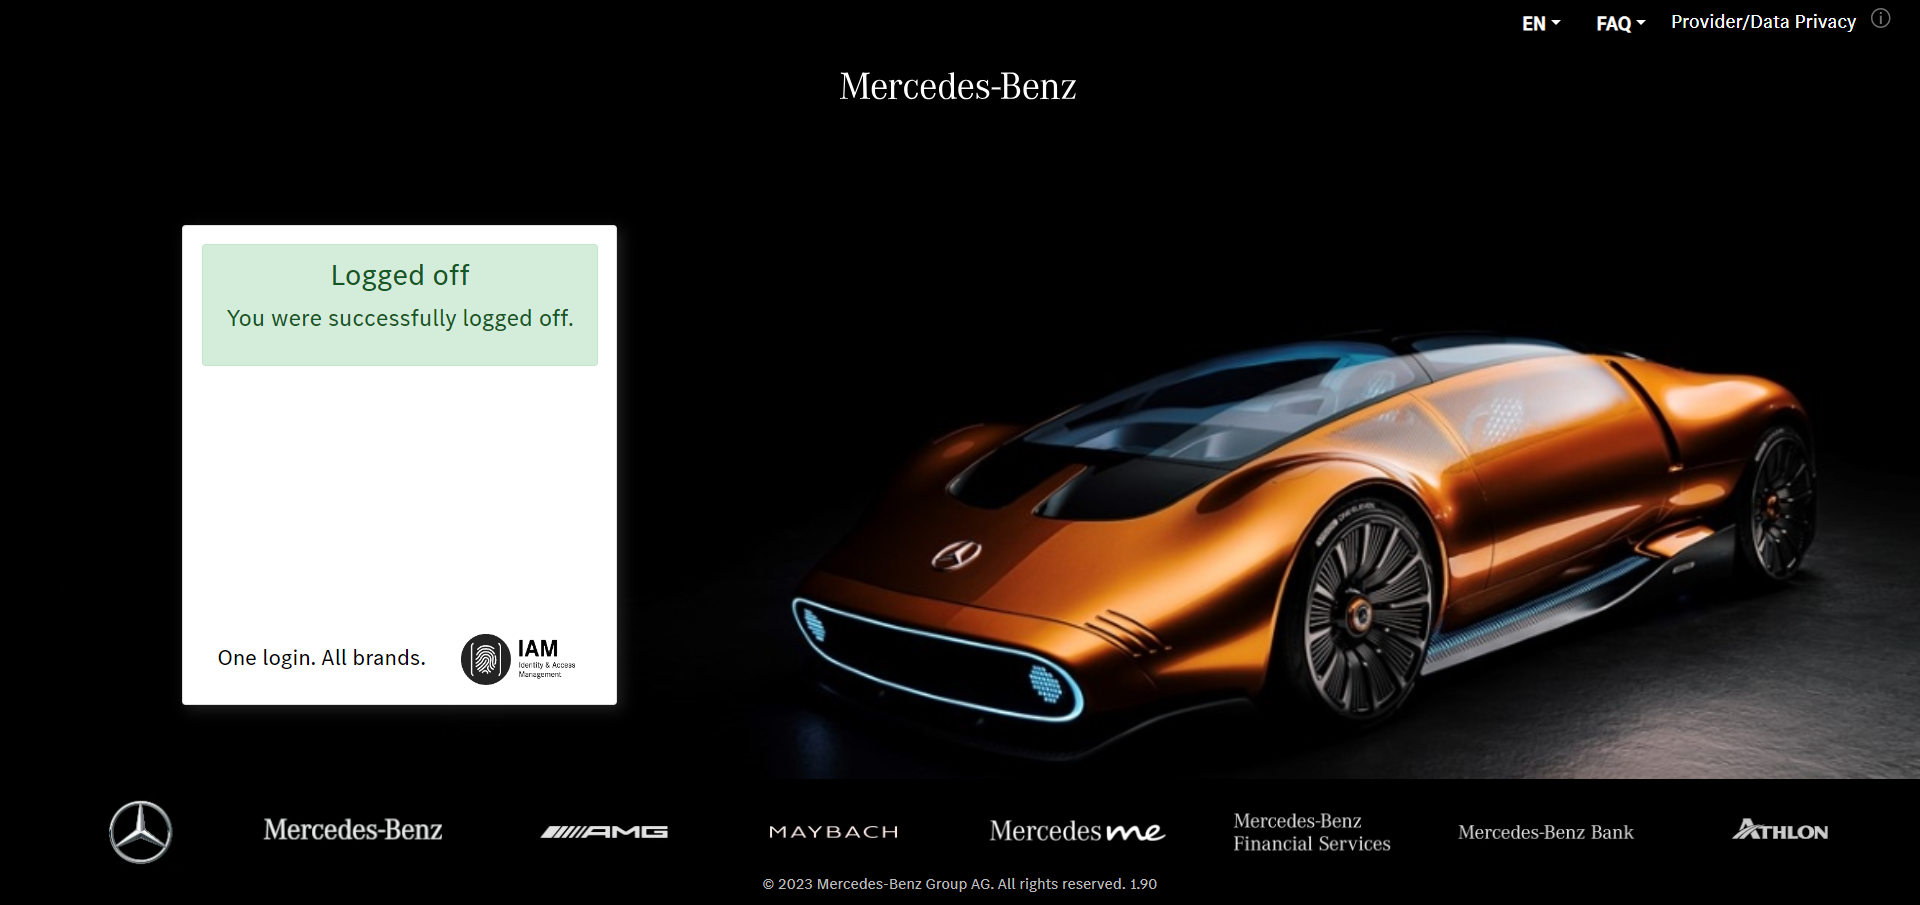 EN
FAQ
Provider/Data Privacy
Mercedes-Benz
Logged off
You were successfully logged off.
One login. All brands.
IAM
Identity & Access
Management
Mercedes-Benz
AMG
MAYBACH
Mercedes me
Mercedes-Benz
Financial Services
Mercedes-Benz Bank
ATHLON
© 2023 Mercedes-Benz Group AG. All rights reserved. 1.90